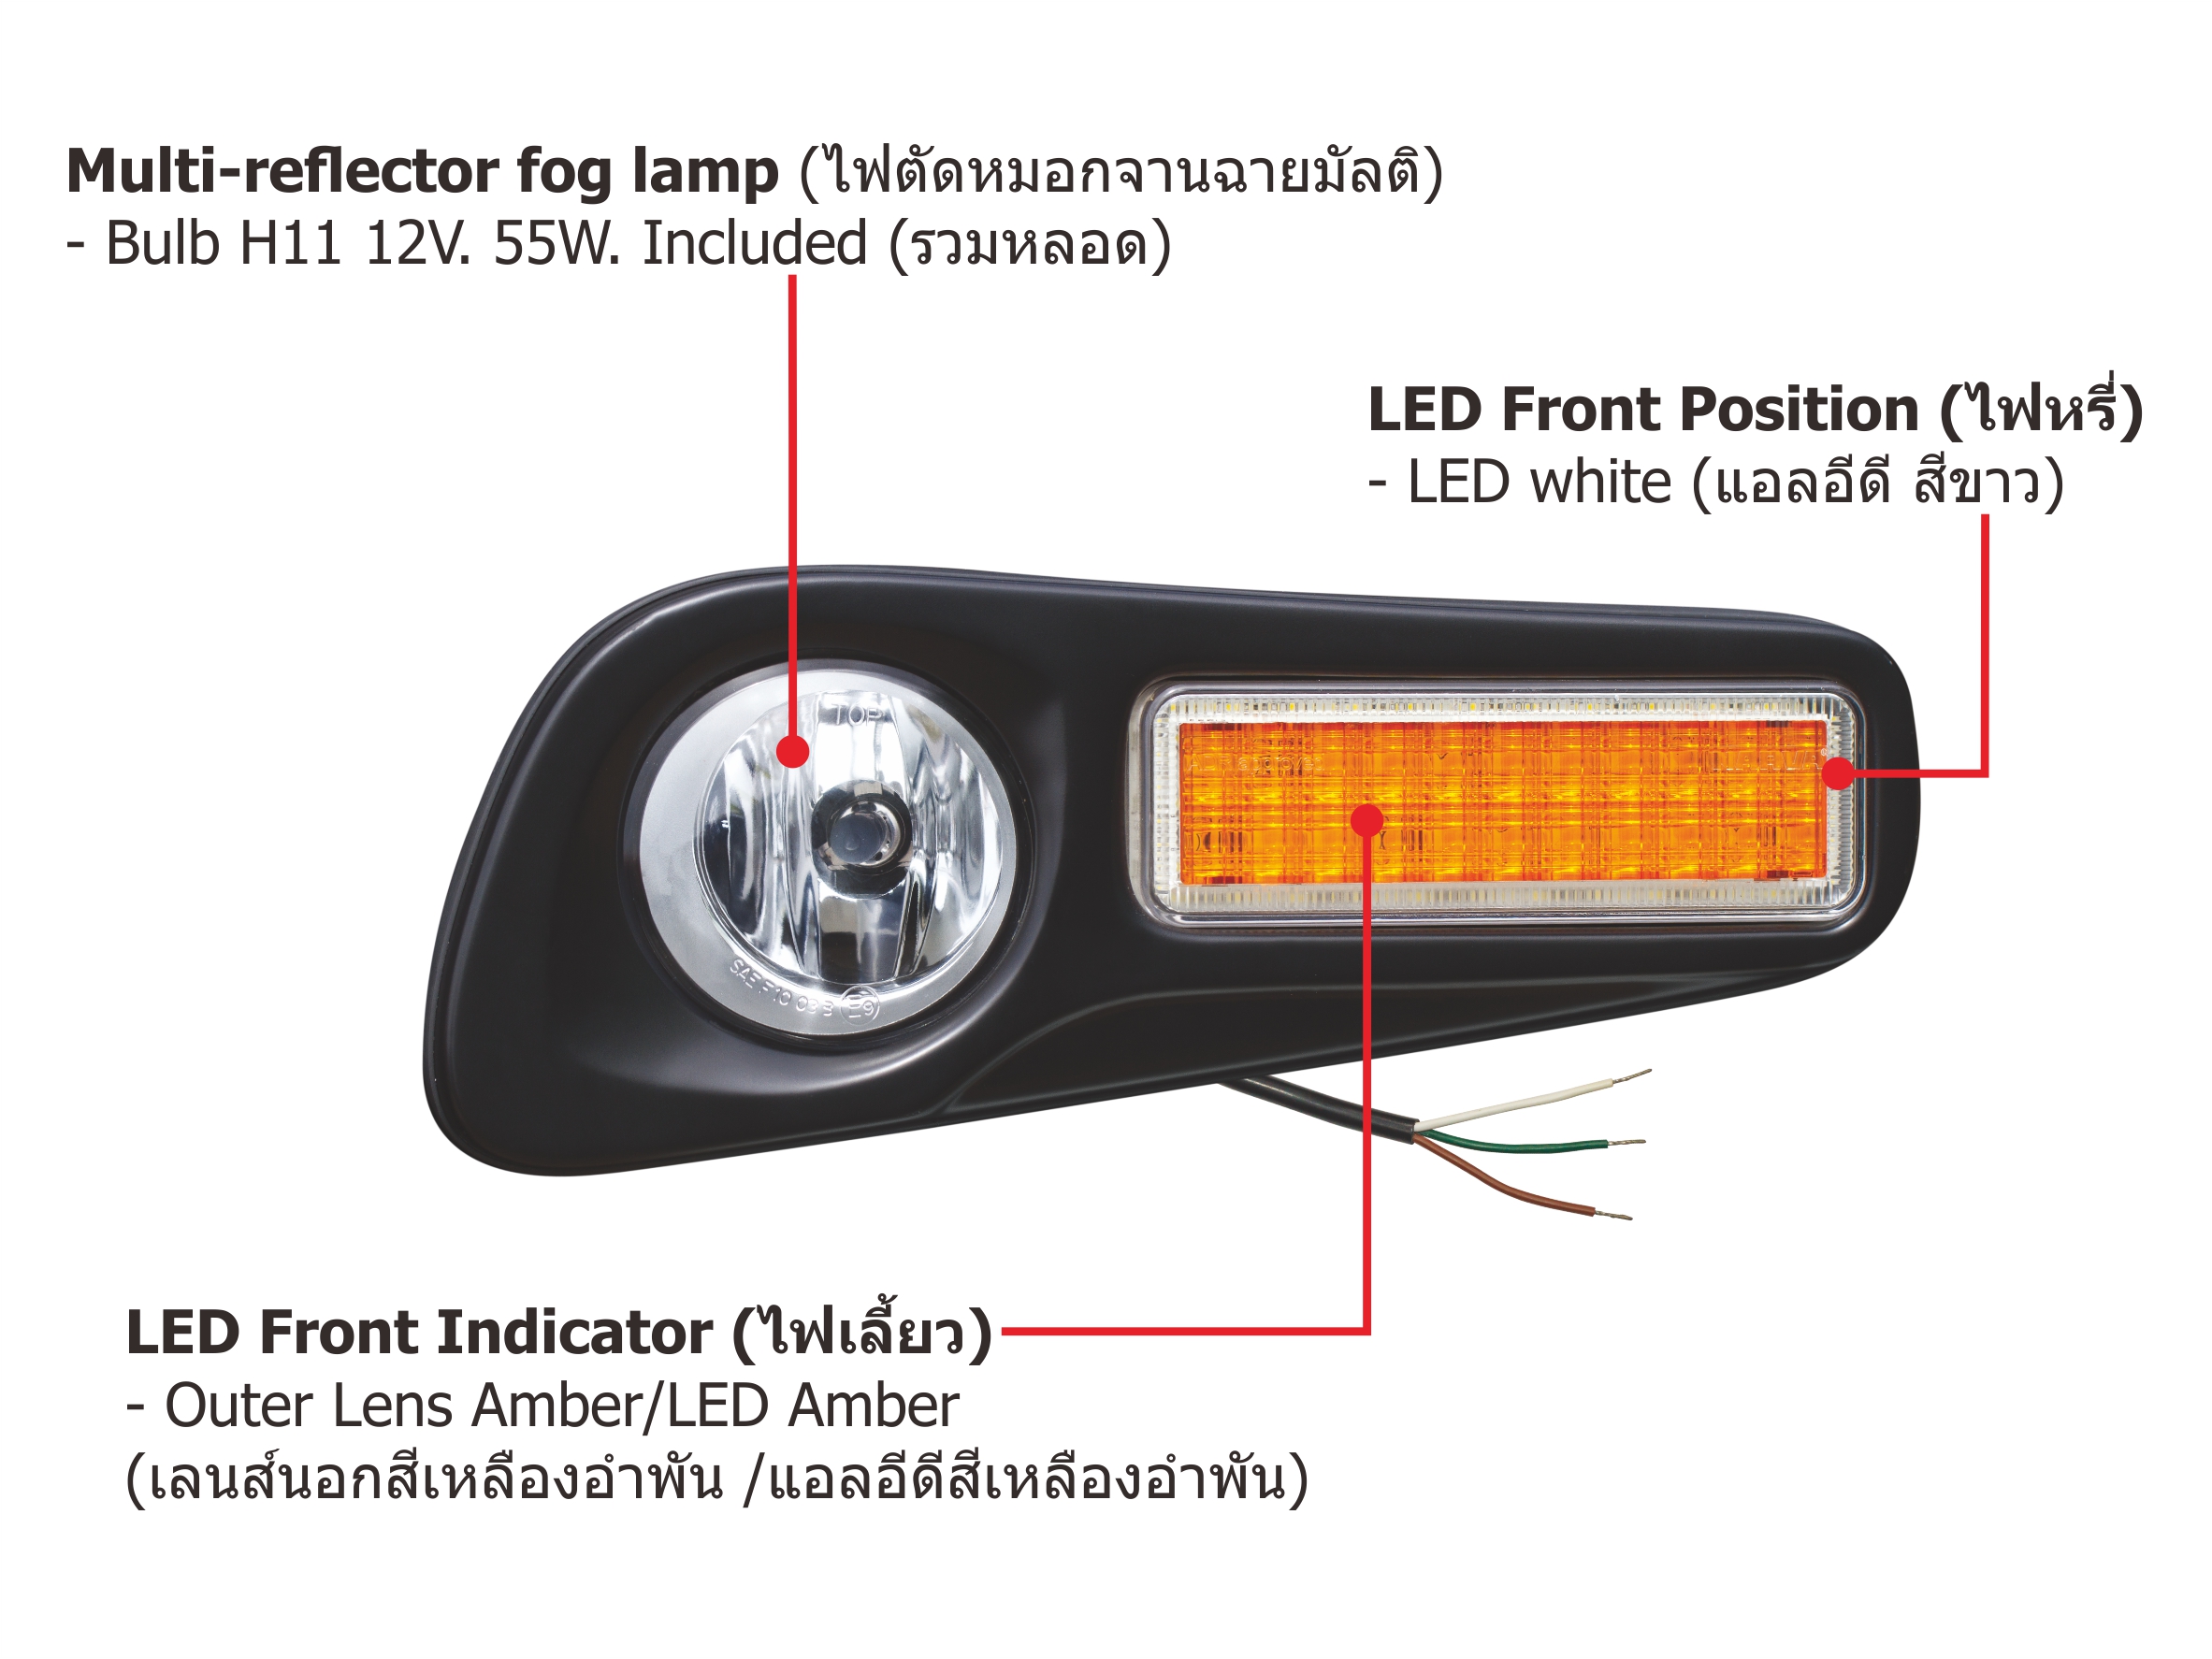 Multi-reflector fog lamp (ไฟตัดหมอกจานฉายมัลติ)
- Bulb H11 12V. 55W. Included (รวมหลอด)
LED Front Position (ไฟหรี่)
- LED white (แอลอีดี สีขาว)
TOP
SAE F10 03 B E9
LED Front Indicator (ไฟเลี้ยว)
- Outer Lens Amber/LED Amber
(เลนส์นอกสีเหลืองอำพัน /แอลอีดีสีเหลืองอำพัน)